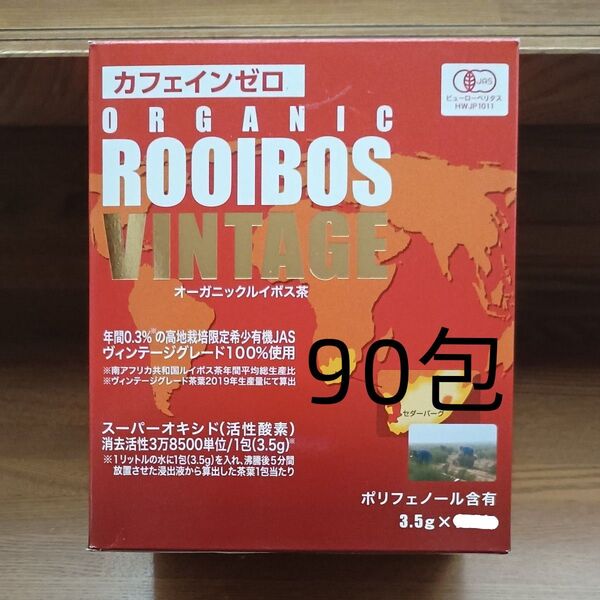 カフェインゼロ
JAS
ビューローベリタス
HWJP1011
ORGANIC
ROOIBOS
VINTAGE
オーガニックルイボス茶
年間0.3%※の高地栽培限定希少有機JAS
ヴィンテージグレード100%使用
※南アフリカ共和国ルイボス茶年間平均総生産比
※ヴィンテージグレード茶葉2019年生産量にて算出
90包
セダーバーグ
スーパーオキシド(活性酸素)
消去活性3万8500単位/1包(3.5g)※
※1リットルの水に1包(3.5g)を入れ、沸騰後5分間
放置させた浸出液から算出した茶葉1包当たり
ポリフェノール含有
3.5g×